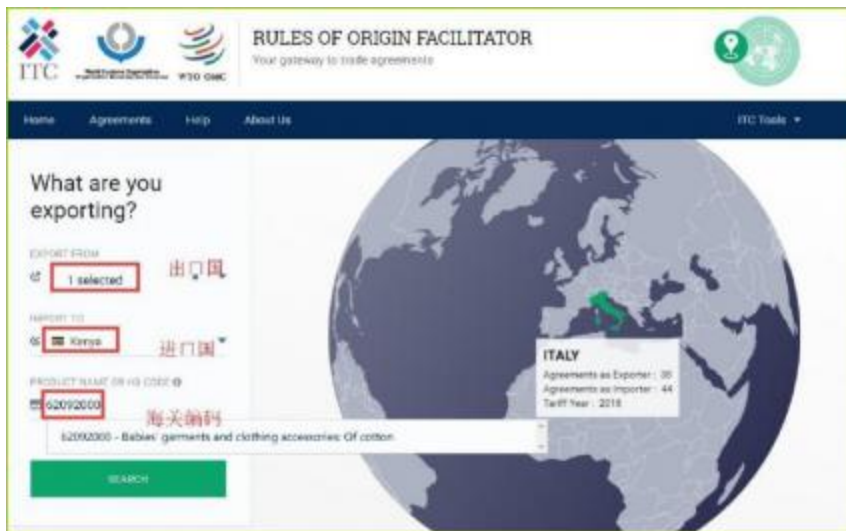 RULES OF ORIGIN FACILITATOR
Your gateway to trade agreements
ITC
WTO OMC
Home Agreements Help About Us ITC Tools
What are you
exporting?
EXPORT FROM
1 selected 出口国
IMPORT TO
Kenya 进口国
PRODUCT NAME OR HS CODE
62092000
海关编码
62092000 - Babies' garments and clothing accessories: Of cotton
SEARCH
ITALY
Agreements as Exporter :
Agreements as Importer : 44
Tariff Year : 2018